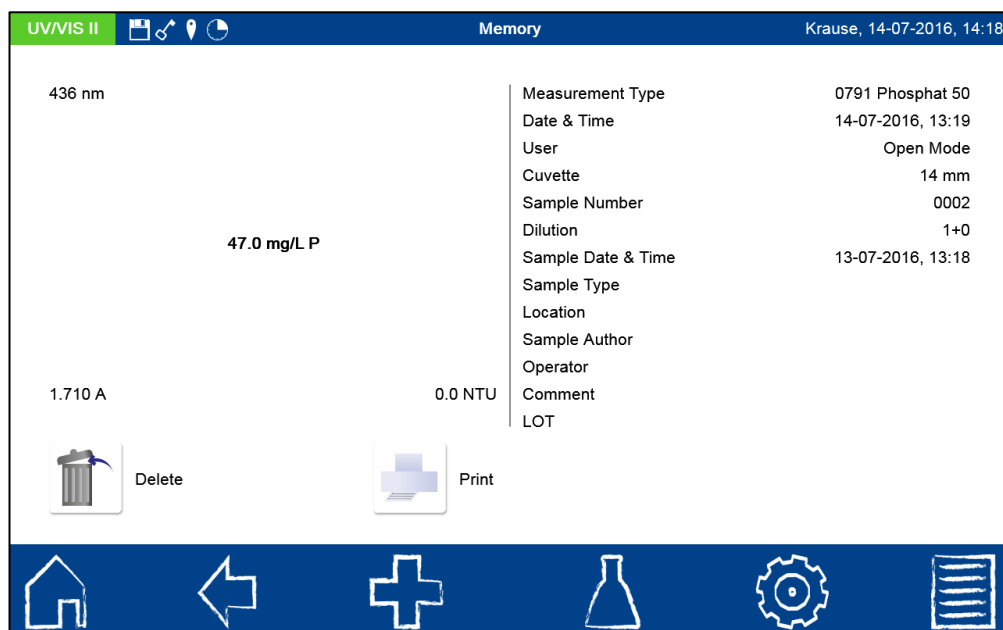 UV/VIS II Memory Krause, 14-07-2016, 14:18
436 nm
47.0 mg/L P
1.710 A 0.0 NTU
Measurement Type 0791 Phosphat 50
Date & Time 14-07-2016, 13:19
User Open Mode
Cuvette 14 mm
Sample Number 0002
Dilution 1+0
Sample Date & Time 13-07-2016, 13:18
Sample Type
Location
Sample Author
Operator
Comment
LOT
Delete Print